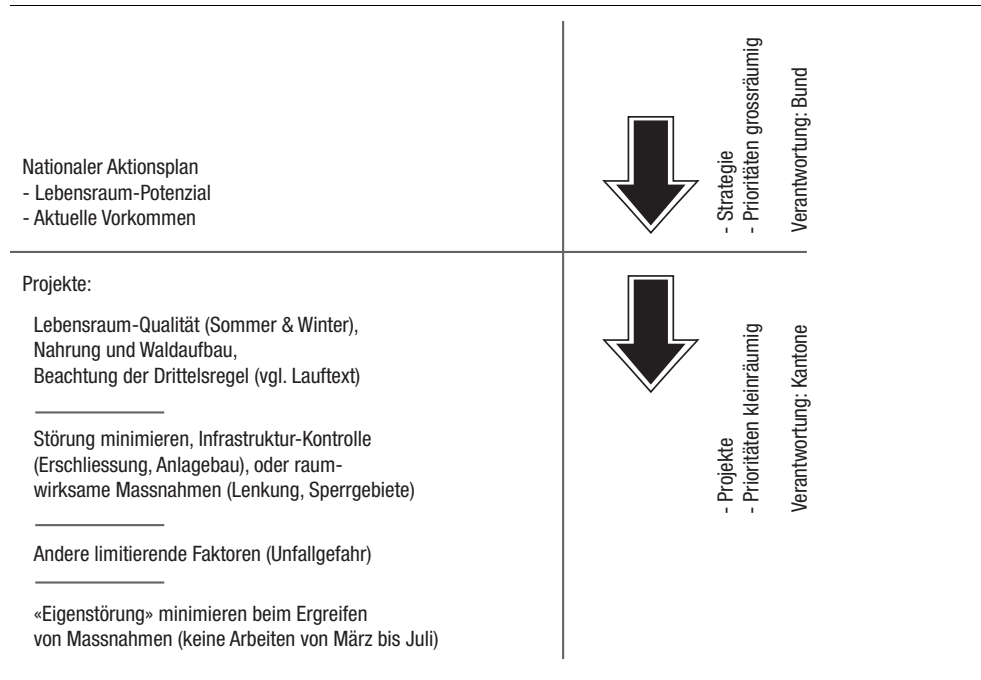 Nationaler Aktionsplan
- Lebensraum-Potenzial
- Aktuelle Vorkommen
- Strategie
- Prioritäten grossräumig
Verantwortung: Bund
Projekte:
Lebensraum-Qualität (Sommer & Winter),
Nahrung und Waldaufbau,
Beachtung der Drittelsregel (vgl. Lauftext)
Störung minimieren, Infrastruktur-Kontrolle
(Erschliessung, Anlagebau), oder raum-
wirksame Massnahmen (Lenkung, Sperrgebiete)
Andere limitierende Faktoren (Unfallgefahr)
«Eigenstörung» minimieren beim Ergreifen
von Massnahmen (keine Arbeiten von März bis Juli)
- Projekte
- Prioritäten kleinräumig
Verantwortung: Kantone